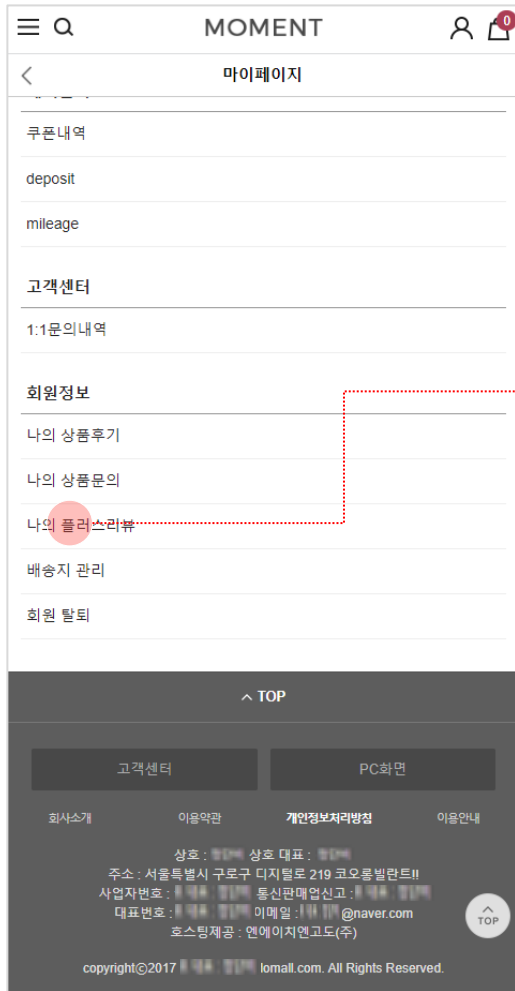 MOMENT
0
마이페이지
쿠폰내역
deposit
mileage
고객센터
1:1문의내역
회원정보
나의 상품후기
나의 상품문의
나의 플러스리뷰
배송지 관리
회원 탈퇴
TOP
고객센터 PC화면
회사소개 이용약관 개인정보처리방침 이용안내
상호 : 상호 대표 :
주소 : 서울특별시 구로구 디지털로 219 코오롱빌란트!!
사업자번호 : 통신판매업신고 :
대표번호 : 이메일 : @naver.com
TOP
호스팅제공 : 엔에이치엔고도(주)
copyright©2017 lomall.com. All Rights Reserved.